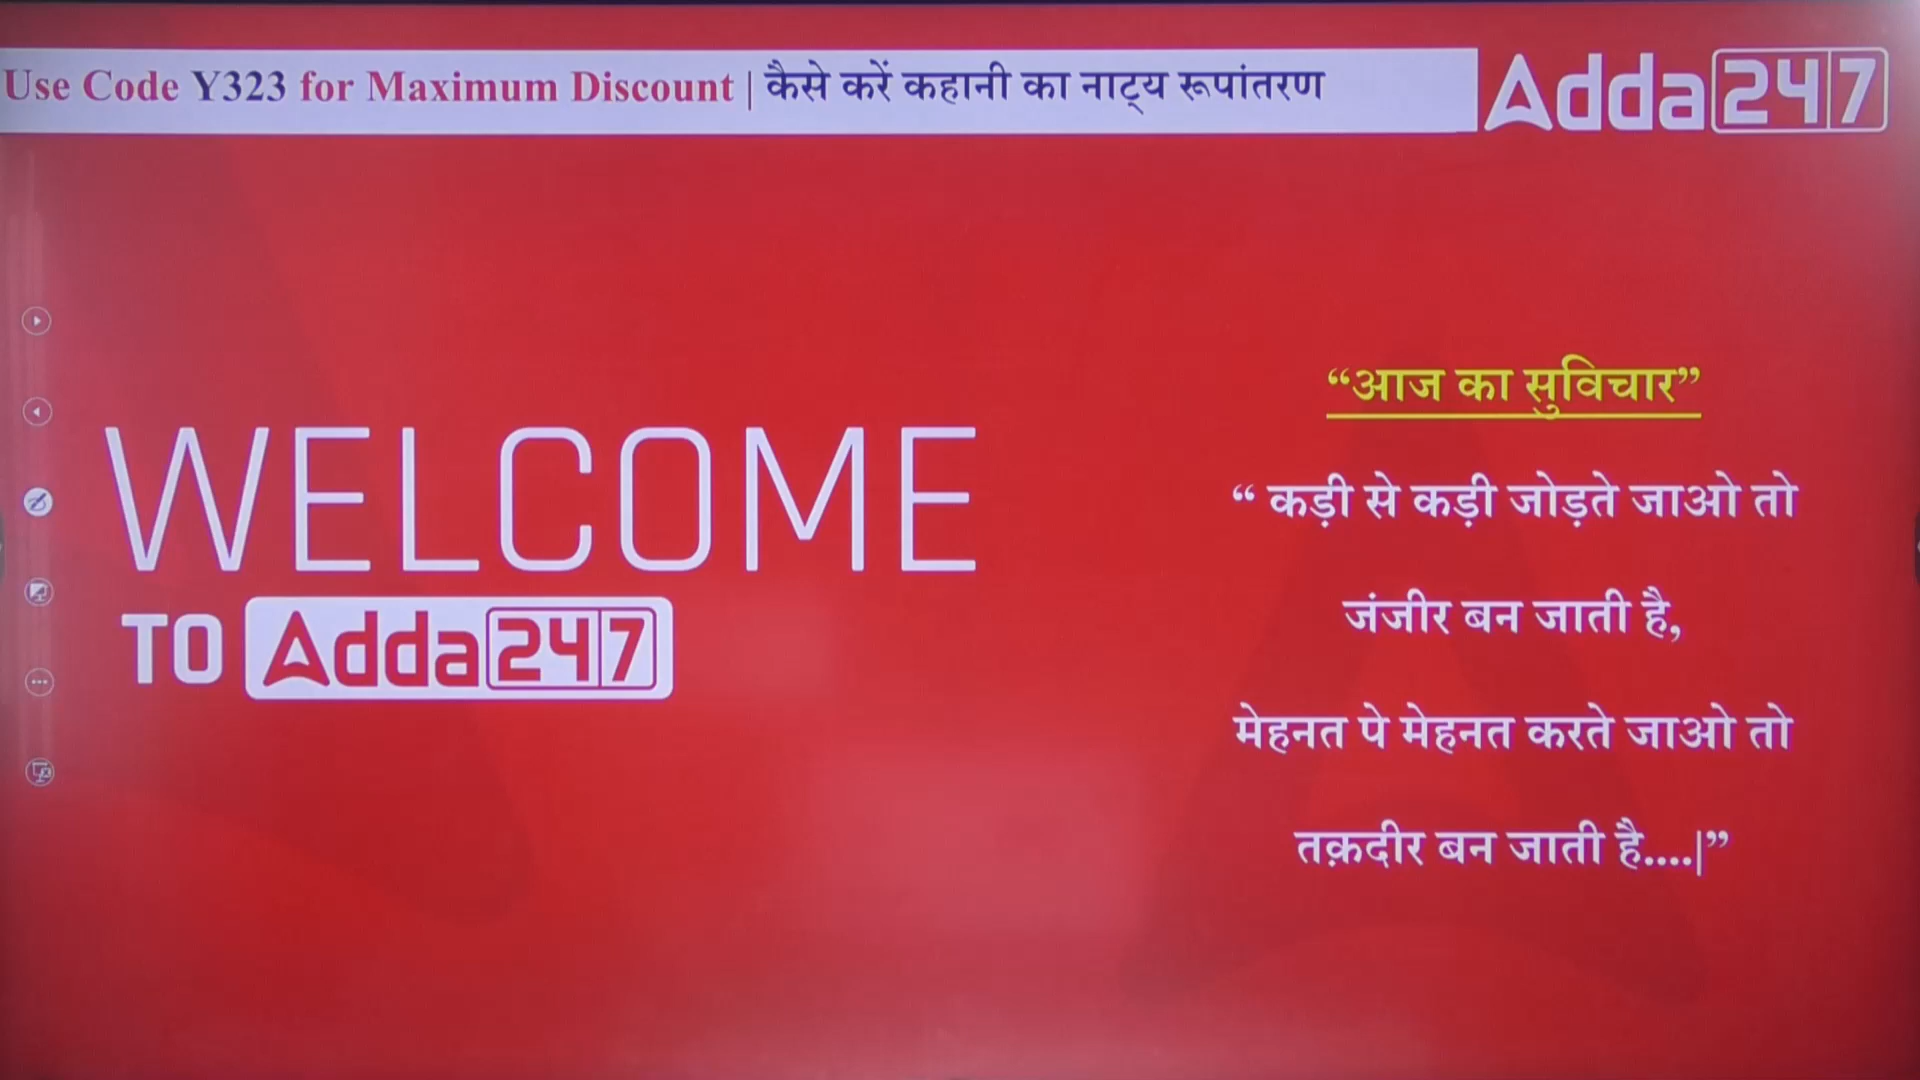 Use Code Y323 for Maximum Discount | कैसे करें कहानी का नाट्य रूपांतरण
Adda247
WELCOME
TO Adda247
“आज का सुविचार”
“ कड़ी से कड़ी जोड़ते जाओ तो
जंजीर बन जाती है,
मेहनत पे मेहनत करते जाओ तो
तक़दीर बन जाती है....|”